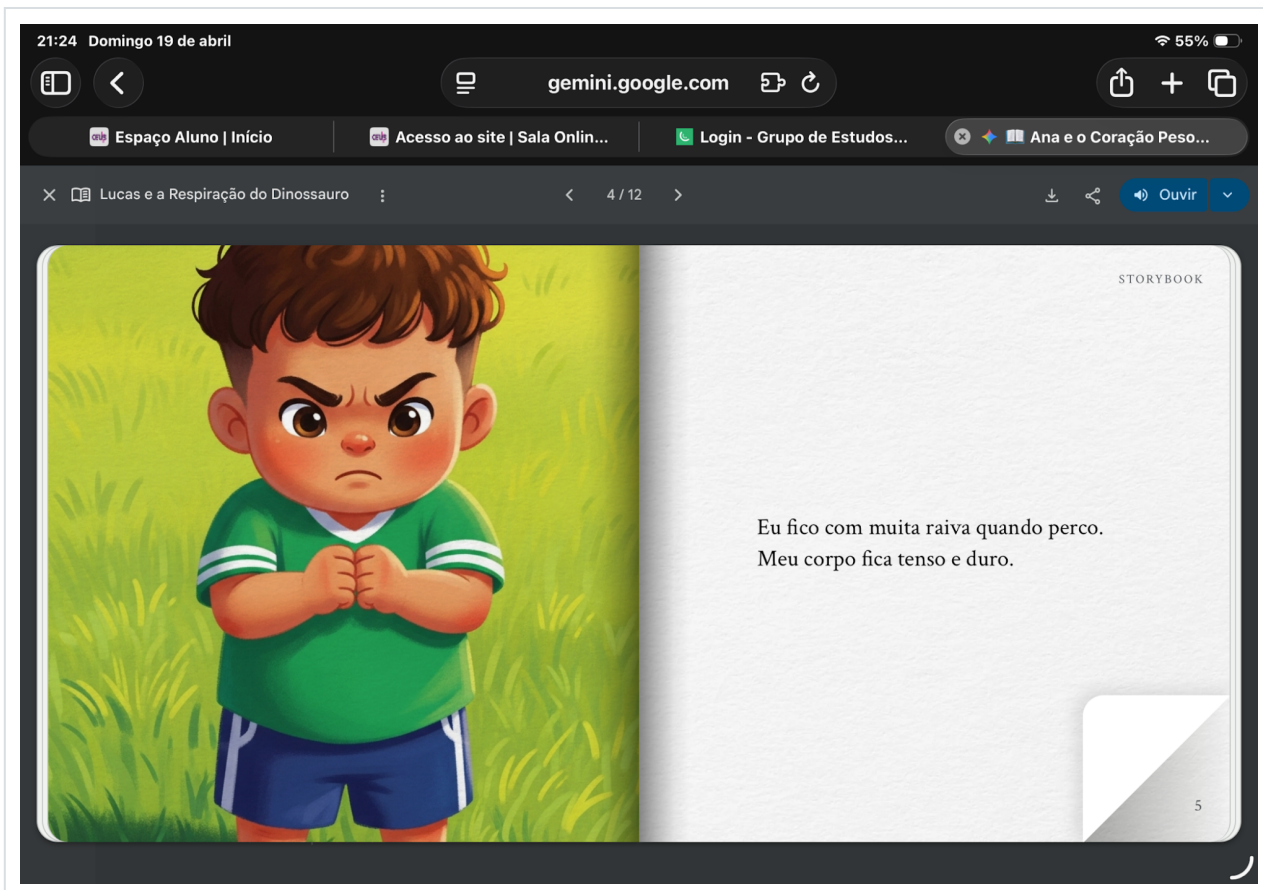 21:24 Domingo 19 de abril
55%
gemini.google.com
Espaço Aluno | Início
Acesso ao site | Sala Onlin...
Login - Grupo de Estudos...
Ana e o Coração Peso...
Lucas e a Respiração do Dinossauro
4 / 12
Ouvir
STORYBOOK
Eu fico com muita raiva quando perco.
Meu corpo fica tenso e duro.
5